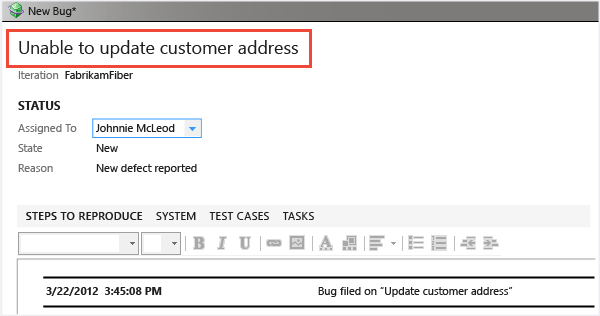 New Bug*
Unable to update customer address
Iteration FabrikamFiber
STATUS
Assigned To Johnnie McLeod
State New
Reason New defect reported
STEPS TO REPRODUCE SYSTEM TEST CASES TASKS
B I U A
3/22/2012 3:45:08 PM Bug filed on “Update customer address”